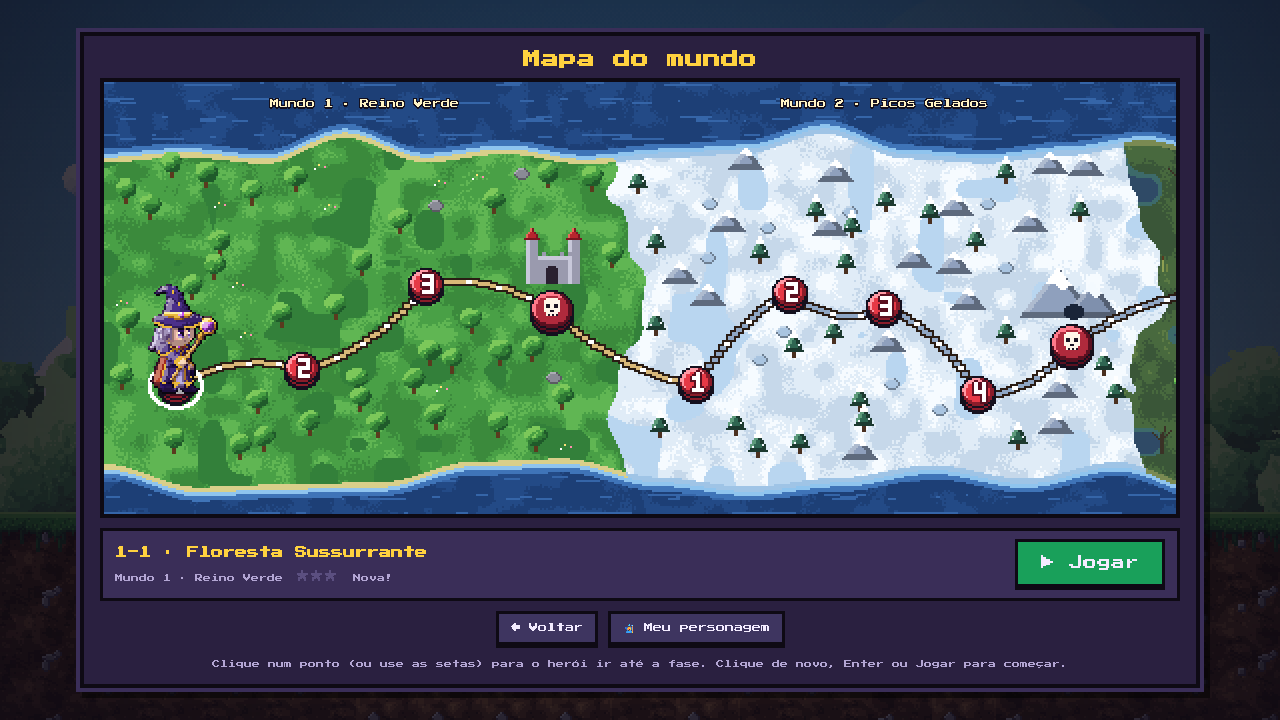 Mapa do mundo
Mundo 1 · Reino Verde
Mundo 2 · Picos Gelados
3
2
3
2
1
4
1-1 · Floresta Sussurrante
Mundo 1 · Reino Verde ★★★ Nova!
Jogar
Voltar
Meu personagem
Clique num ponto (ou use as setas) para o herói ir até a fase. Clique de novo, Enter ou Jogar para começar.